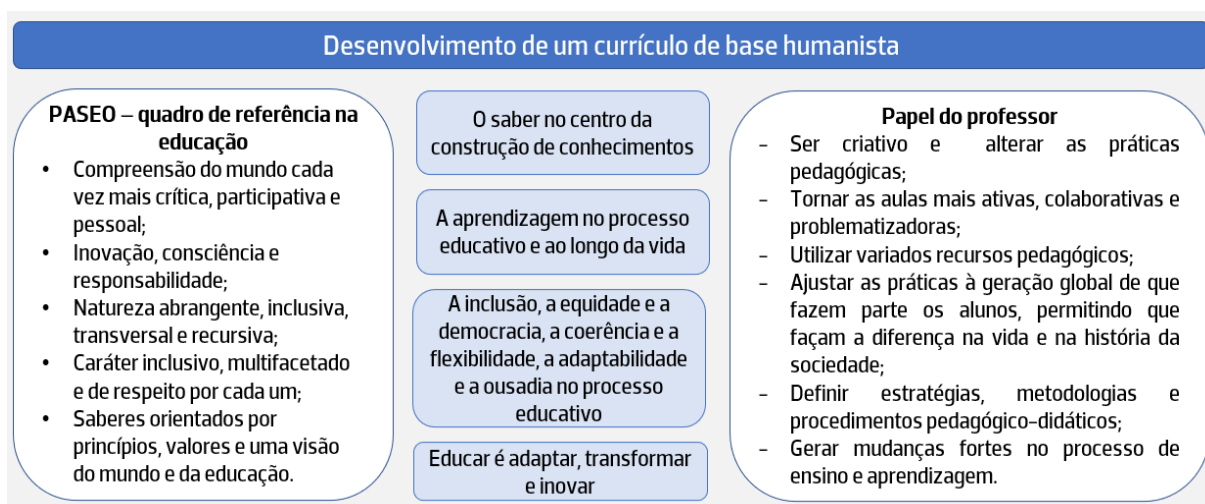 Desenvolvimento de um currículo de base humanista
PASEO – quadro de referência na
educação
• Compreensão do mundo cada
vez mais crítica, participativa e
pessoal;
• Inovação, consciência e
responsabilidade;
• Natureza abrangente, inclusiva,
transversal e recursiva;
• Caráter inclusivo, multifacetado
e de respeito por cada um;
• Saberes orientados por
princípios, valores e uma visão
do mundo e da educação.
O saber no centro da
construção de conhecimentos
A aprendizagem no processo
educativo e ao longo da vida
A inclusão, a equidade e a
democracia, a coerência e a
flexibilidade, a adaptabilidade
e a ousadia no processo
educativo
Educar é adaptar, transformar
e inovar
Papel do professor
- Ser criativo e alterar as práticas
pedagógicas;
- Tornar as aulas mais ativas, colaborativas e
problematizadoras;
- Utilizar variados recursos pedagógicos;
- Ajustar as práticas à geração global de que
fazem parte os alunos, permitindo que
façam a diferença na vida e na história da
sociedade;
- Definir estratégias, metodologias e
procedimentos pedagógico-didáticos;
- Gerar mudanças fortes no processo de
ensino e aprendizagem.